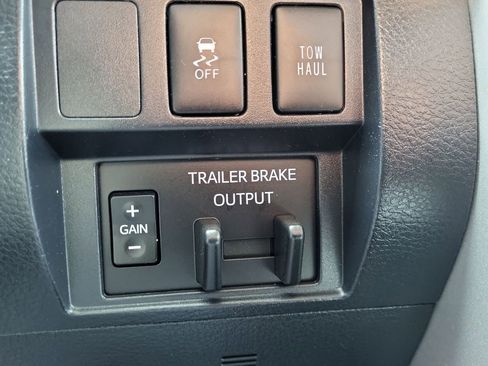 OFF
TOW
HAUL
TRAILER BRAKE
OUTPUT
+
GAIN
-